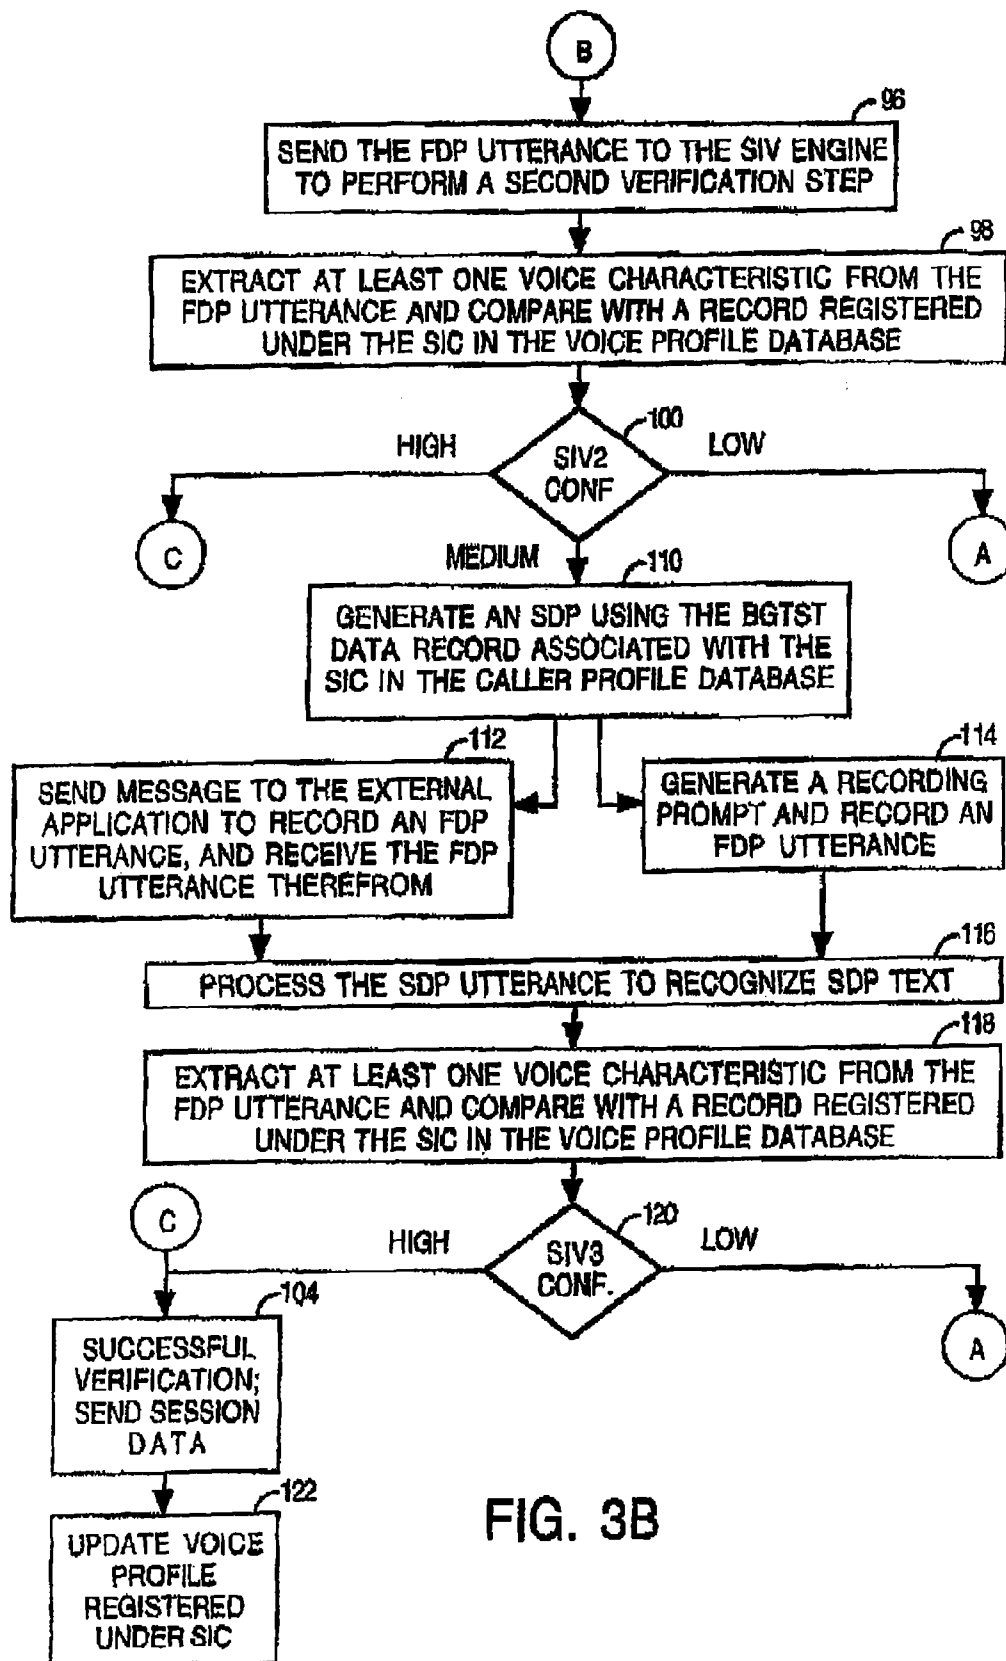 B
96
SEND THE FDP UTTERANCE TO THE SIV ENGINE
TO PERFORM A SECOND VERIFICATION STEP
98
EXTRACT AT LEAST ONE VOICE CHARACTERISTIC FROM THE
FDP UTTERANCE AND COMPARE WITH A RECORD REGISTERED
UNDER THE SIC IN THE VOICE PROFILE DATABASE
100
HIGH
SIV2
CONF
LOW
C
A
MEDIUM
110
GENERATE AN SDP USING THE BGTST
DATA RECORD ASSOCIATED WITH THE
SIC IN THE CALLER PROFILE DATABASE
112
SEND MESSAGE TO THE EXTERNAL
APPLICATION TO RECORD AN FDP
UTTERANCE, AND RECEIVE THE FDP
UTTERANCE THEREFROM
114
GENERATE A RECORDING
PROMPT AND RECORD AN
FDP UTTERANCE
116
PROCESS THE SDP UTTERANCE TO RECOGNIZE SDP TEXT
118
EXTRACT AT LEAST ONE VOICE CHARACTERISTIC FROM THE
FDP UTTERANCE AND COMPARE WITH A RECORD REGISTERED
UNDER THE SIC IN THE VOICE PROFILE DATABASE
C
120
HIGH
SIV3
CONF.
LOW
A
104
SUCCESSFUL
VERIFICATION;
SEND SESSION
DATA
122
UPDATE VOICE
PROFILE
REGISTERED
UNDER SIC
FIG. 3B